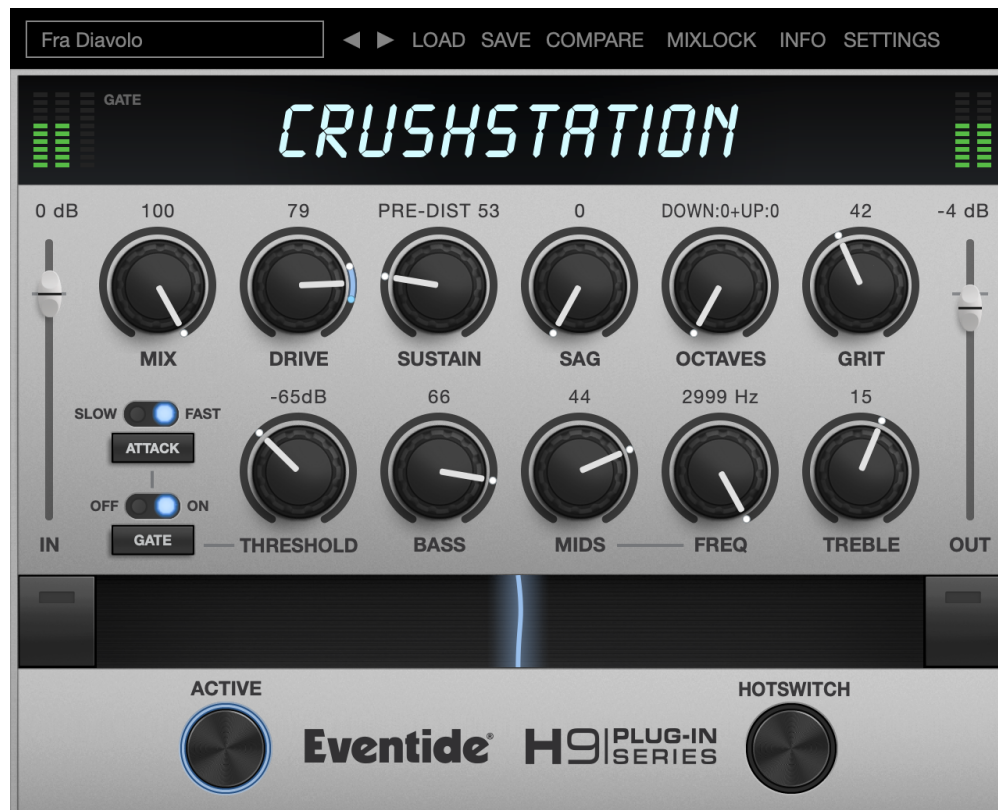 Fra Diavolo ◀ ▶ LOAD SAVE COMPARE MIXLOCK INFO SETTINGS
GATE
CRUSHSTATION
0 dB 100 79 PRE-DIST 53 0 DOWN:0+UP:0 42 -4 dB
MIX DRIVE SUSTAIN SAG OCTAVES GRIT
-65dB 66 44 2999 Hz 15
SLOW FAST
ATTACK
OFF ON
GATE
IN THRESHOLD BASS MIDS FREQ TREBLE OUT
ACTIVE HOTSWITCH
Eventide® H9 PLUG-IN
SERIES